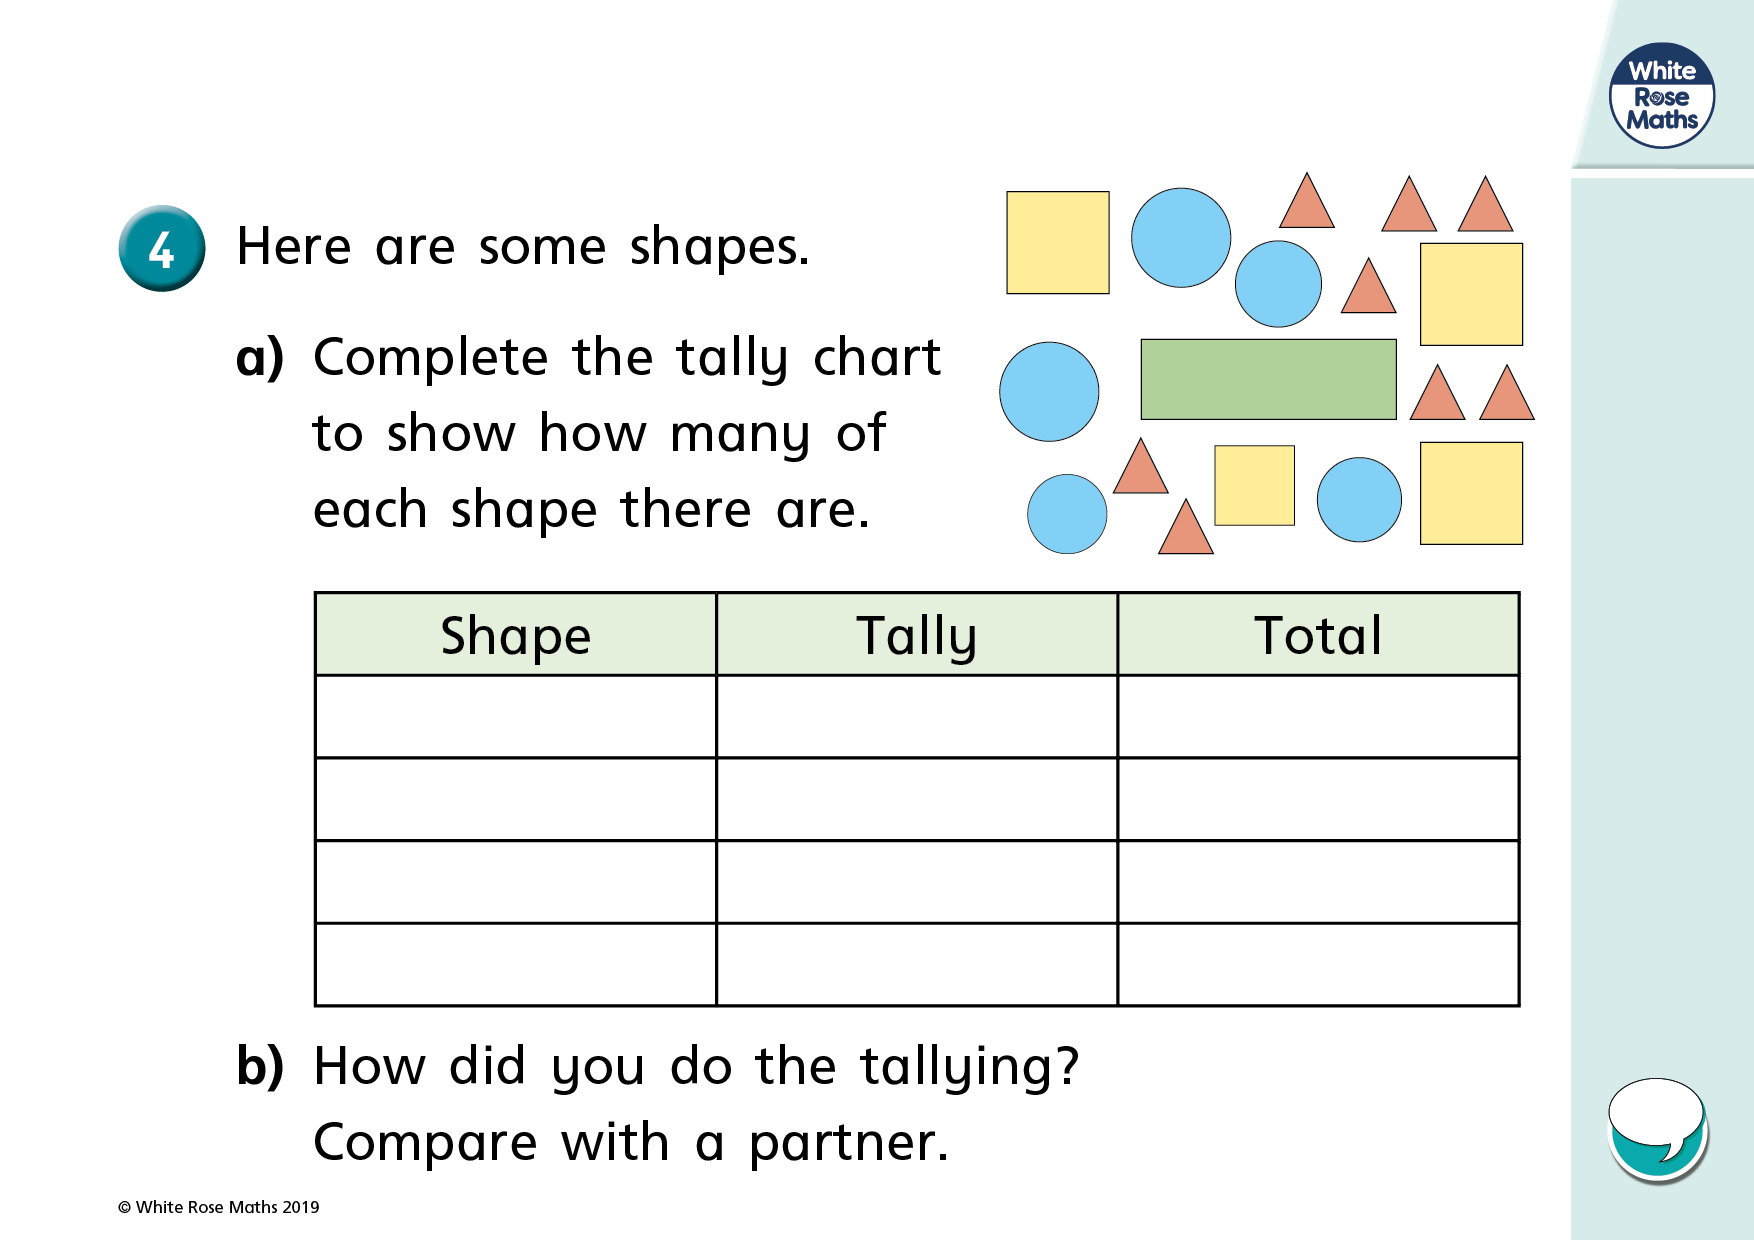 White
Rose
Maths
4 Here are some shapes.
a) Complete the tally chart
to show how many of
each shape there are.
Shape Tally Total
b) How did you do the tallying?
Compare with a partner.
© White Rose Maths 2019